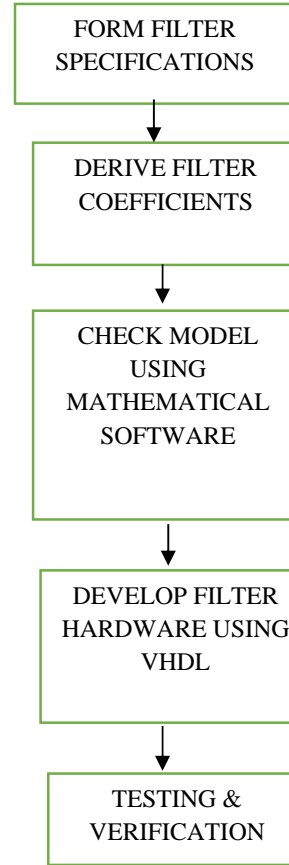 FORM FILTER
SPECIFICATIONS
DERIVE FILTER
COEFFICIENTS
CHECK MODEL
USING
MATHEMATICAL
SOFTWARE
DEVELOP FILTER
HARDWARE USING
VHDL
TESTING &
VERIFICATION